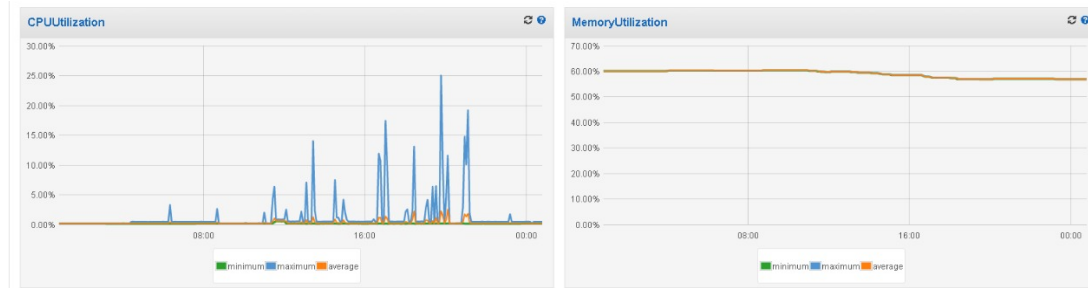 CPUUtilization
30.00%
25.00%
20.00%
15.00%
10.00%
5.00%
0.00%
08:00 16:00 00:00
minimum maximum average
MemoryUtilization
70.00%
60.00%
50.00%
40.00%
30.00%
20.00%
10.00%
0.00%
08:00 16:00 00:00
minimum maximum average